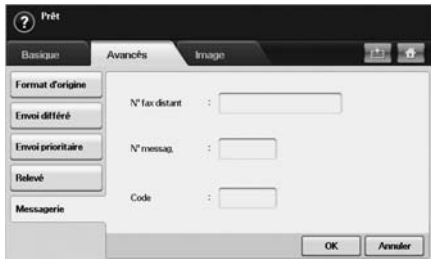 ? Prêt
Basique Avancés Image
Format d'origine
Envoi différé
Envoi prioritaire
Relevé
Messagerie
N° fax distant :
N° messag. :
Code :
OK Annuler